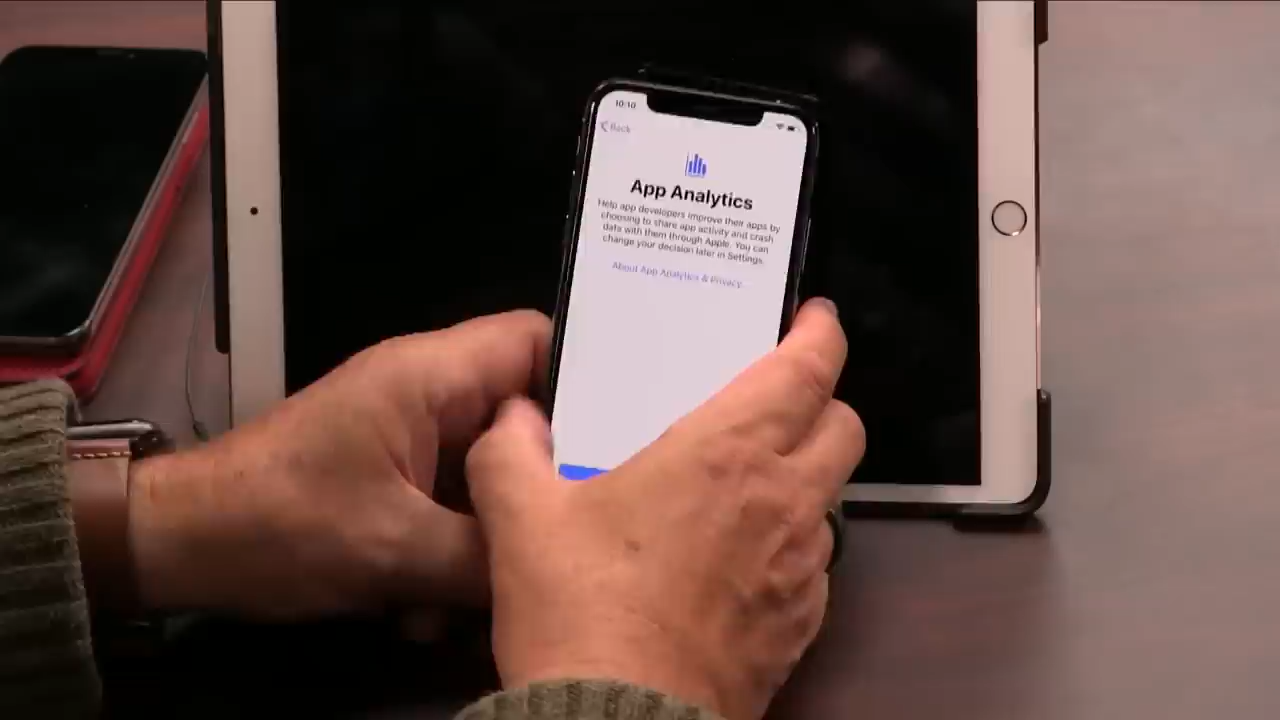 10:10
Back
App Analytics
Help app developers improve their apps by
choosing to share app activity and crash
data with them through Apple. You can
change your decision later in Settings.
About App Analytics & Privacy...